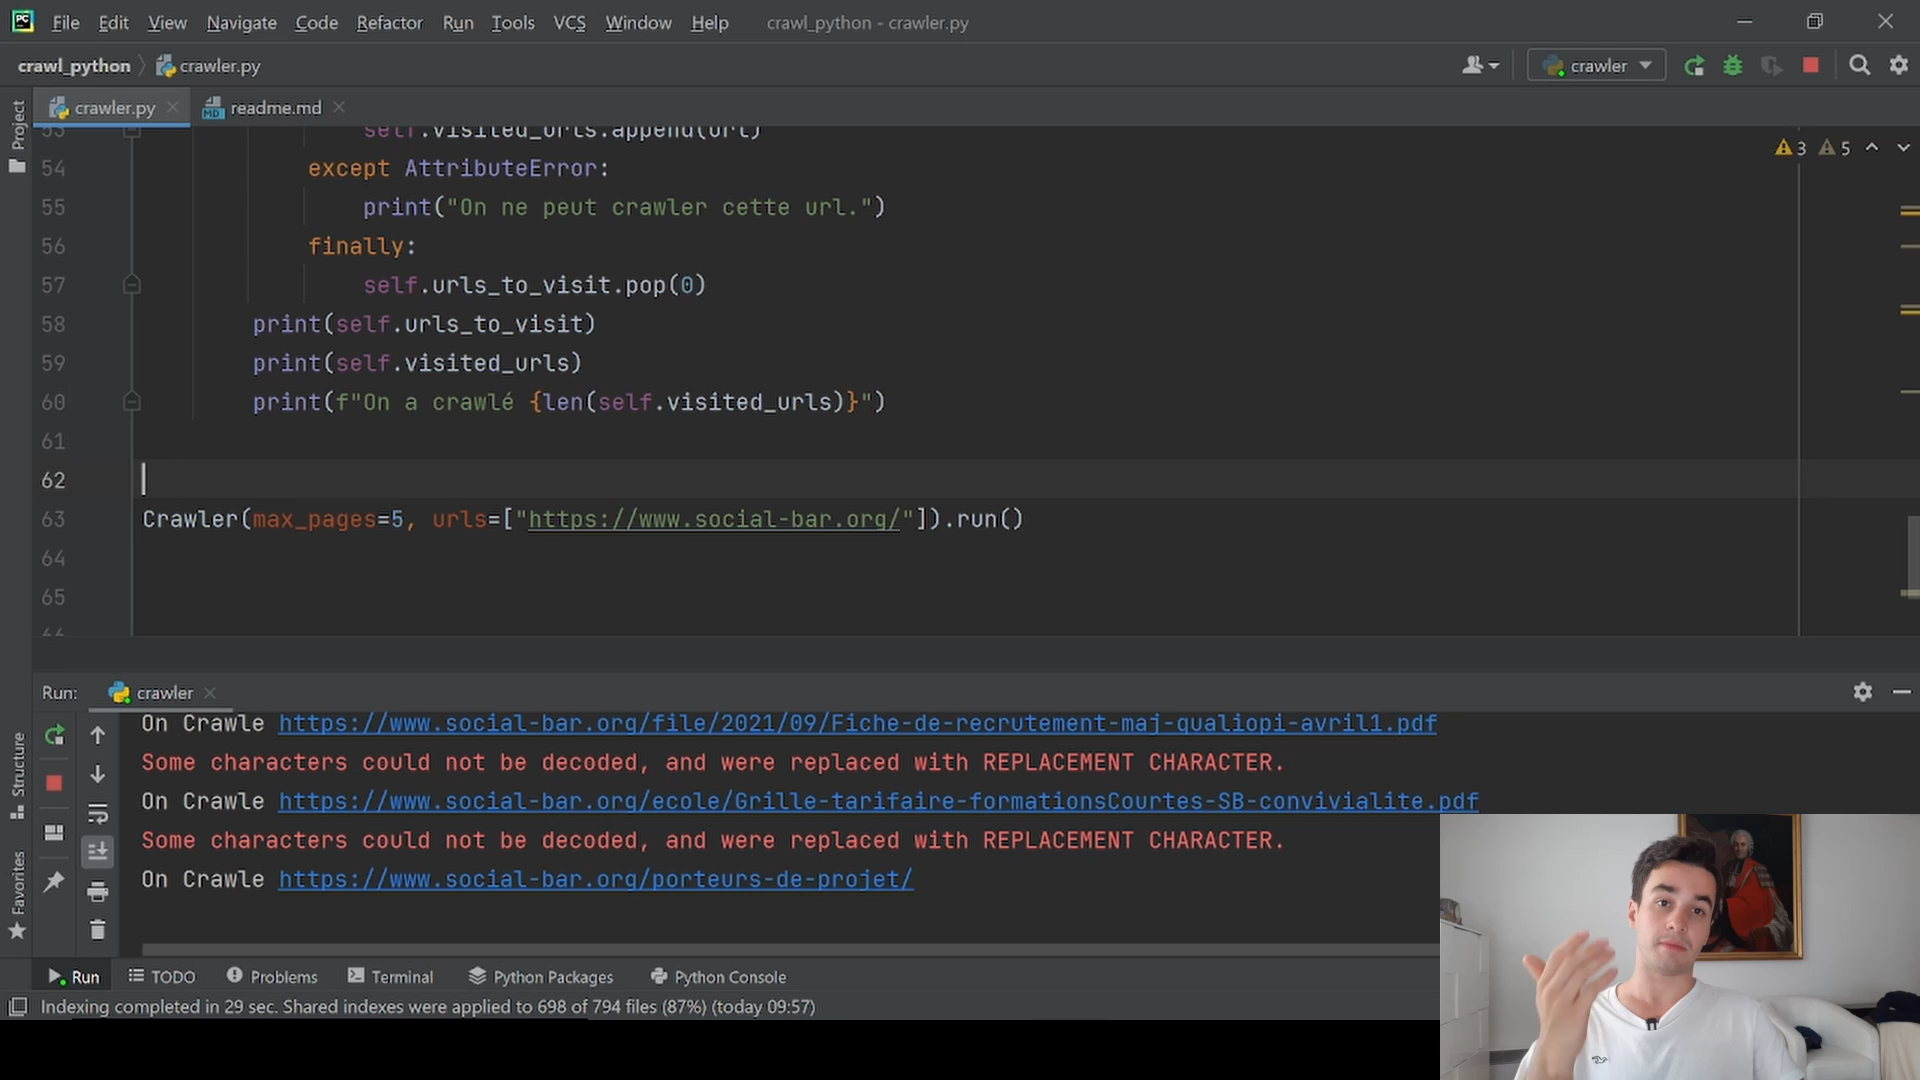 File Edit View Navigate Code Refactor Run Tools VCS Window Help crawl_python - crawler.py
crawl_python crawler.py crawler
Project
crawler.py readme.md
53 self.visited_urls.append(url)
3 5
54 except AttributeError:
55 print("On ne peut crawler cette url.")
56 finally:
57 self.urls_to_visit.pop(0)
58 print(self.urls_to_visit)
59 print(self.visited_urls)
60 print(f"On a crawlé {len(self.visited_urls)}")
61
62
63 Crawler(max_pages=5, urls=["https://www.social-bar.org/"]).run()
64
65
66
Run: crawler
On Crawle https://www.social-bar.org/file/2021/09/Fiche-de-recrutement-maj-qualiopi-avril1.pdf
Some characters could not be decoded, and were replaced with REPLACEMENT CHARACTER.
On Crawle https://www.social-bar.org/ecole/Grille-tarifaire-formationsCourtes-SB-convivialite.pdf
Some characters could not be decoded, and were replaced with REPLACEMENT CHARACTER.
On Crawle https://www.social-bar.org/porteurs-de-projet/
Structure
Favorites
Run TODO Problems Terminal Python Packages Python Console
Indexing completed in 29 sec. Shared indexes were applied to 698 of 794 files (87%) (today 09:57)